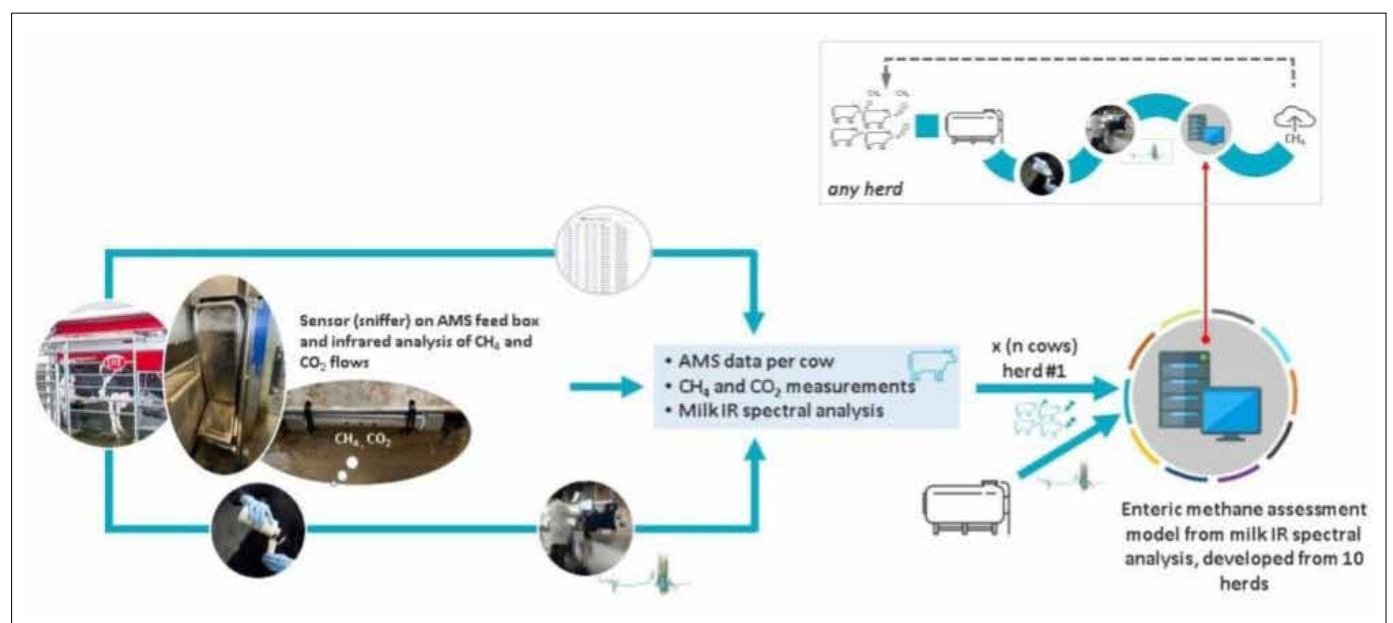 any herd
CH₄
Sensor (sniffer) on AMS feed box
and infrared analysis of CH₄ and
CO₂ flows
CH₄, CO₂
• AMS data per cow
• CH₄ and CO₂ measurements
• Milk IR spectral analysis
x (n cows)
herd #1
Enteric methane assessment
model from milk IR spectral
analysis, developed from 10
herds